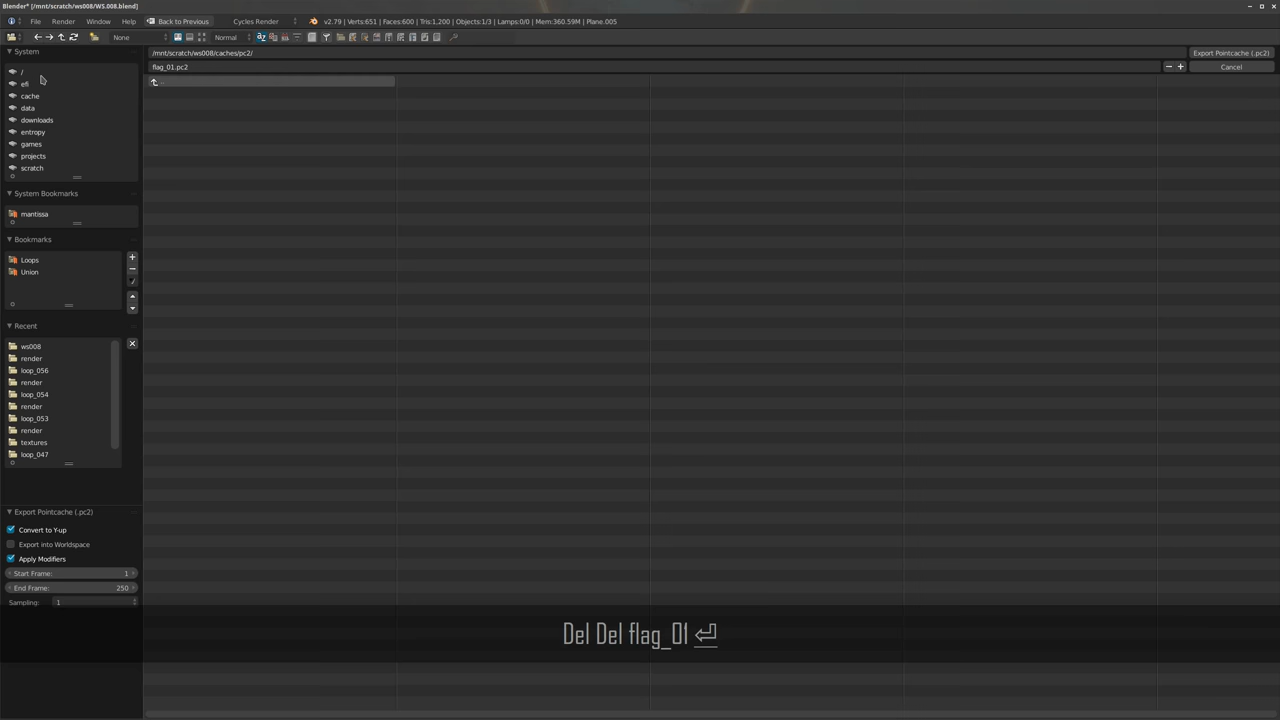 Blender* [/mnt/scratch/ws008/WS.008.blend]
File Render Window Help Back to Previous Cycles Render v2.79 | Verts:651 | Faces:600 | Tris:1,200 | Objects:1/3 | Lamps:0/0 | Mem:360.59M | Plane.005
None Normal
System
/mnt/scratch/ws008/caches/pc2/ Export Pointcache (.pc2)
flag_01.pc2 Cancel
/
..
efi
cache
data
downloads
entropy
games
projects
scratch
System Bookmarks
mantissa
Bookmarks
Loops
Union
Recent
ws008
render
loop_056
render
loop_054
render
loop_053
render
textures
loop_047
Export Pointcache (.pc2)
Convert to Y-up
Export into Worldspace
Apply Modifiers
Start Frame: 1
End Frame: 250
Sampling: 1
Del Del flag_01 ⏎